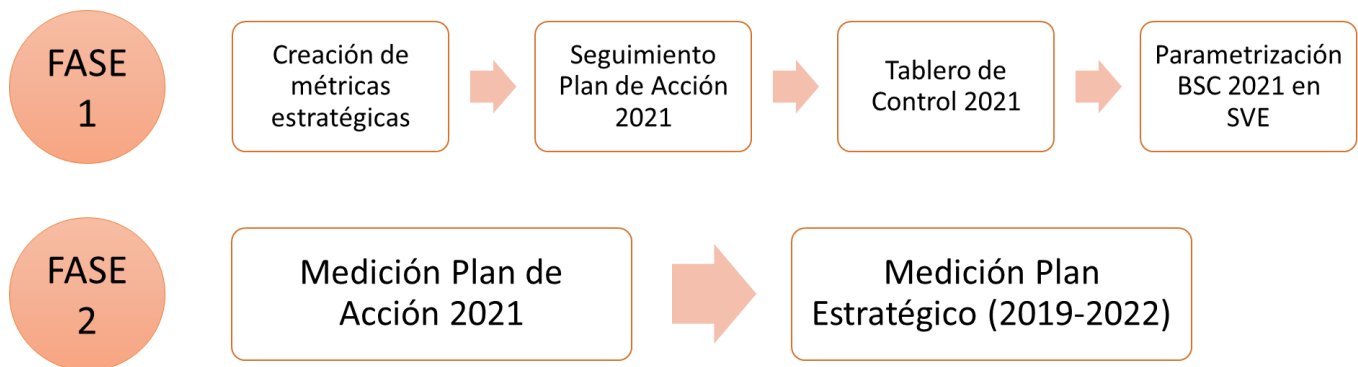 FASE
1
Creación de
métricas
estratégicas
Seguimiento
Plan de Acción
2021
Tablero de
Control 2021
Parametrización
BSC 2021 en
SVE
FASE
2
Medición Plan de
Acción 2021
Medición Plan
Estratégico (2019-2022)